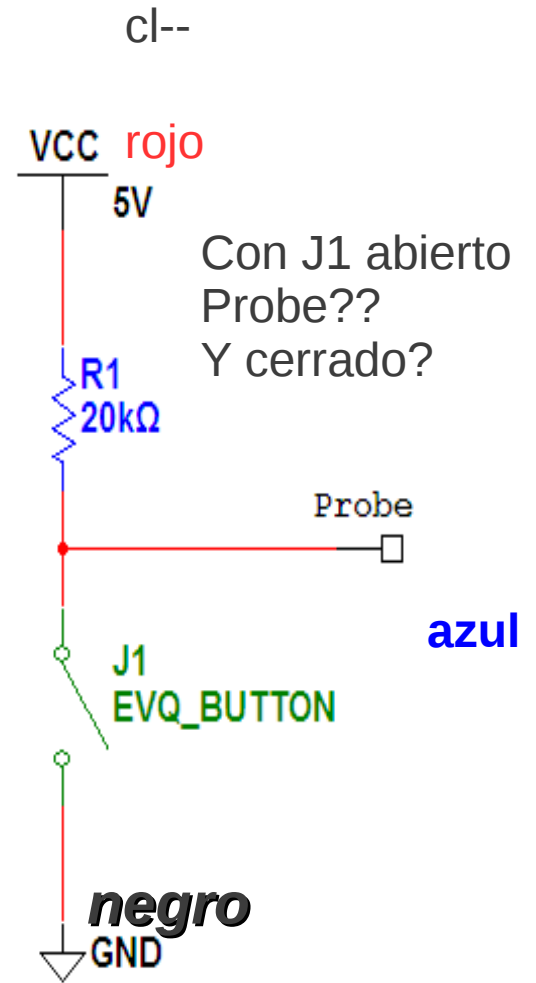 cl--
VCC rojo
5V
Con J1 abierto
Probe??
Y cerrado?
R1
20kΩ
Probe
azul
J1
EVQ_BUTTON
negro
GND